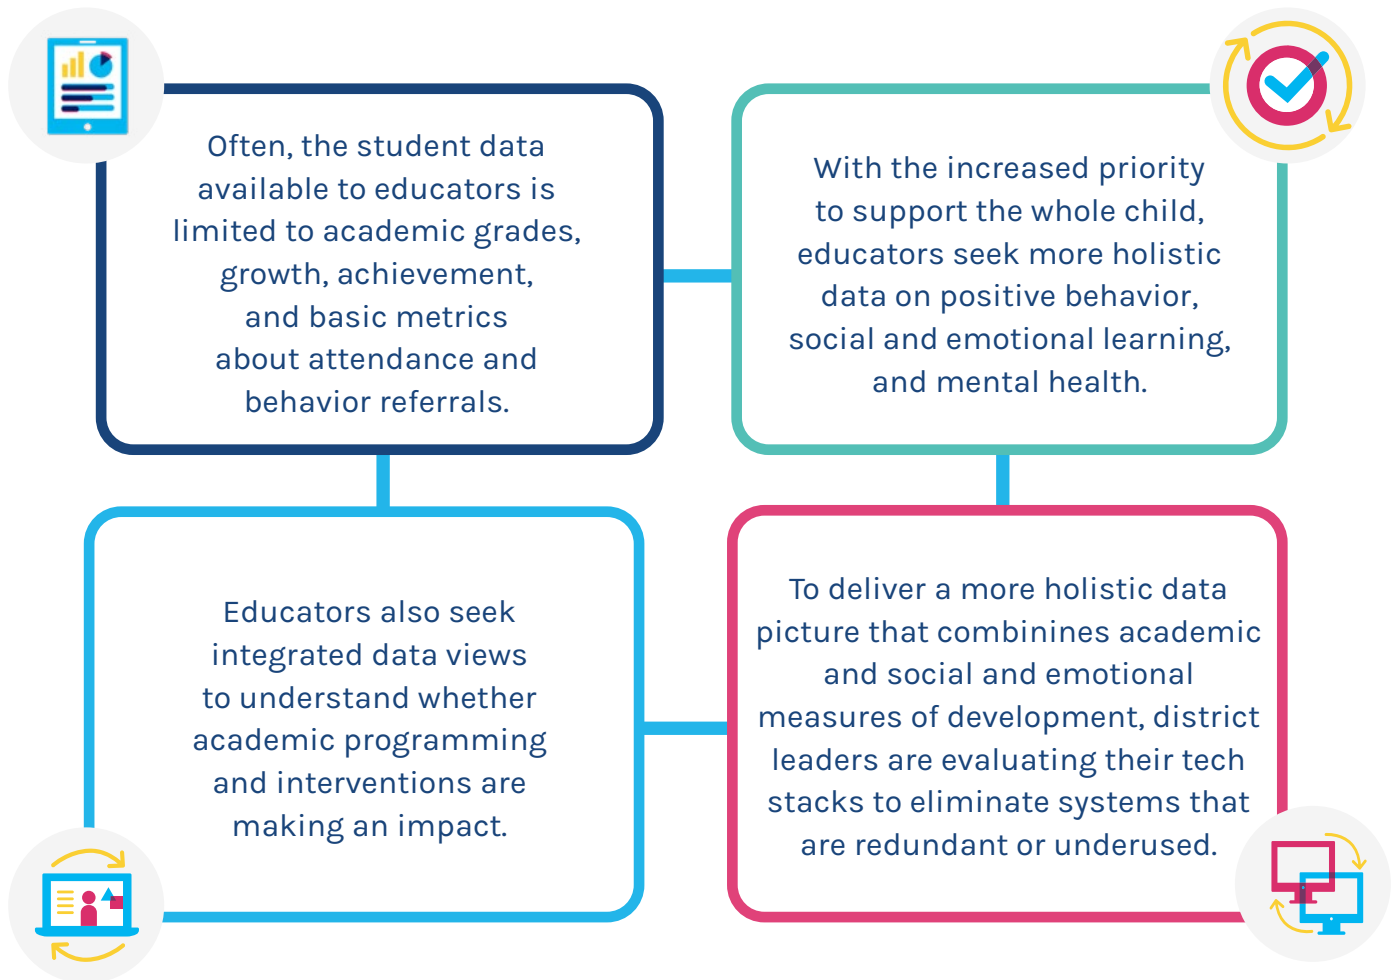 Often, the student data
available to educators is
limited to academic grades,
growth, achievement,
and basic metrics
about attendance and
behavior referrals.
With the increased priority
to support the whole child,
educators seek more holistic
data on positive behavior,
social and emotional learning,
and mental health.
Educators also seek
integrated data views
to understand whether
academic programming
and interventions are
making an impact.
To deliver a more holistic data
picture that combinines academic
and social and emotional
measures of development, district
leaders are evaluating their tech
stacks to eliminate systems that
are redundant or underused.